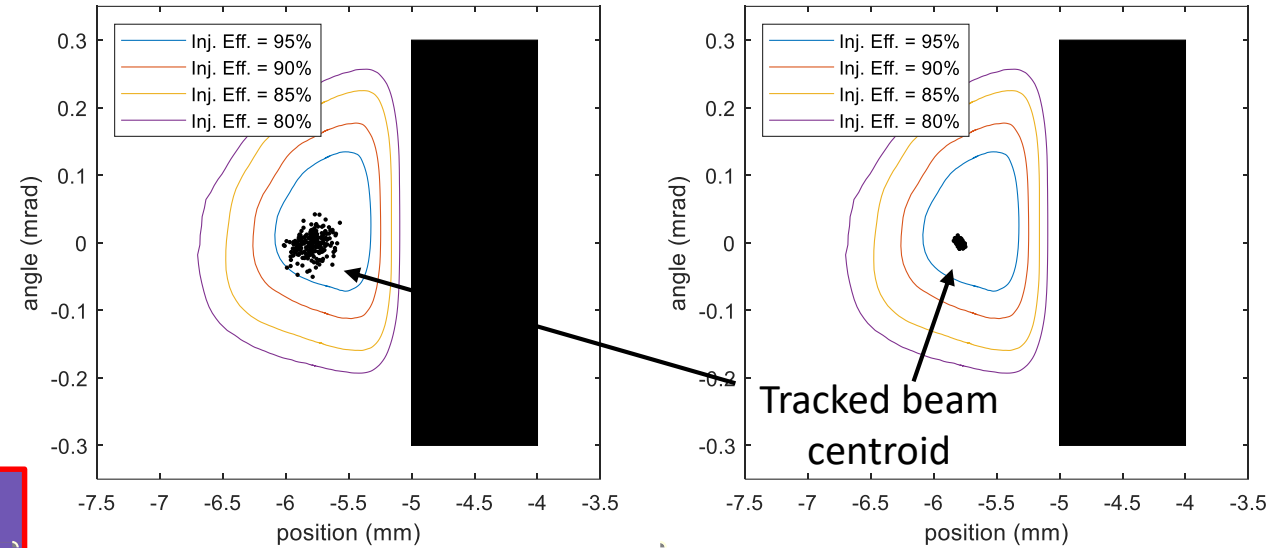 Inj. Eff. = 95%
Inj. Eff. = 90%
Inj. Eff. = 85%
Inj. Eff. = 80%
0.3
0.2
0.1
0
-0.1
-0.2
-0.3
angle (mrad)
-7.5 -7 -6.5 -6 -5.5 -5 -4.5 -4 -3.5
position (mm)
Inj. Eff. = 95%
Inj. Eff. = 90%
Inj. Eff. = 85%
Inj. Eff. = 80%
0.3
0.2
0.1
0
-0.1
-0.2
-0.3
angle (mrad)
Tracked beam
centroid
-7.5 -7 -6.5 -6 -5.5 -5 -4.5 -4 -3.5
position (mm)